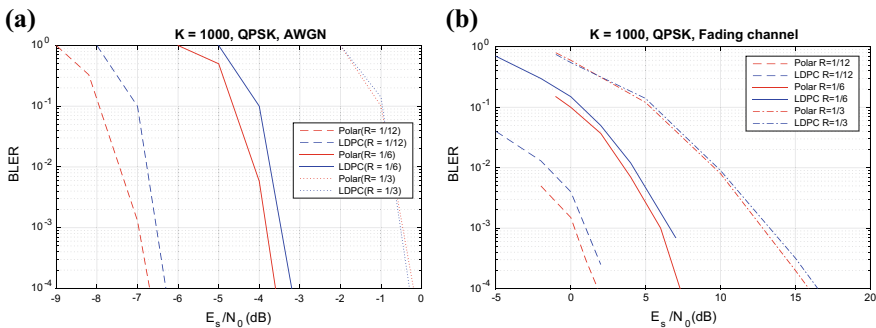 (a)
K = 1000, QPSK, AWGN
10^0
10^-1
10^-2
10^-3
10^-4
BLER
-9 -8 -7 -6 -5 -4 -3 -2 -1 0
E_s/N_0(dB)
Polar(R= 1/12)
LDPC(R = 1/12)
Polar(R= 1/6)
LDPC(R = 1/6)
Polar(R = 1/3)
LDPC(R = 1/3)
(b)
K = 1000, QPSK, Fading channel
10^0
10^-1
10^-2
10^-3
10^-4
BLER
-5 0 5 10 15 20
E_s/N_0 (dB)
Polar R=1/12
LDPC R=1/12
Polar R=1/6
LDPC R=1/6
Polar R=1/3
LDPC R=1/3